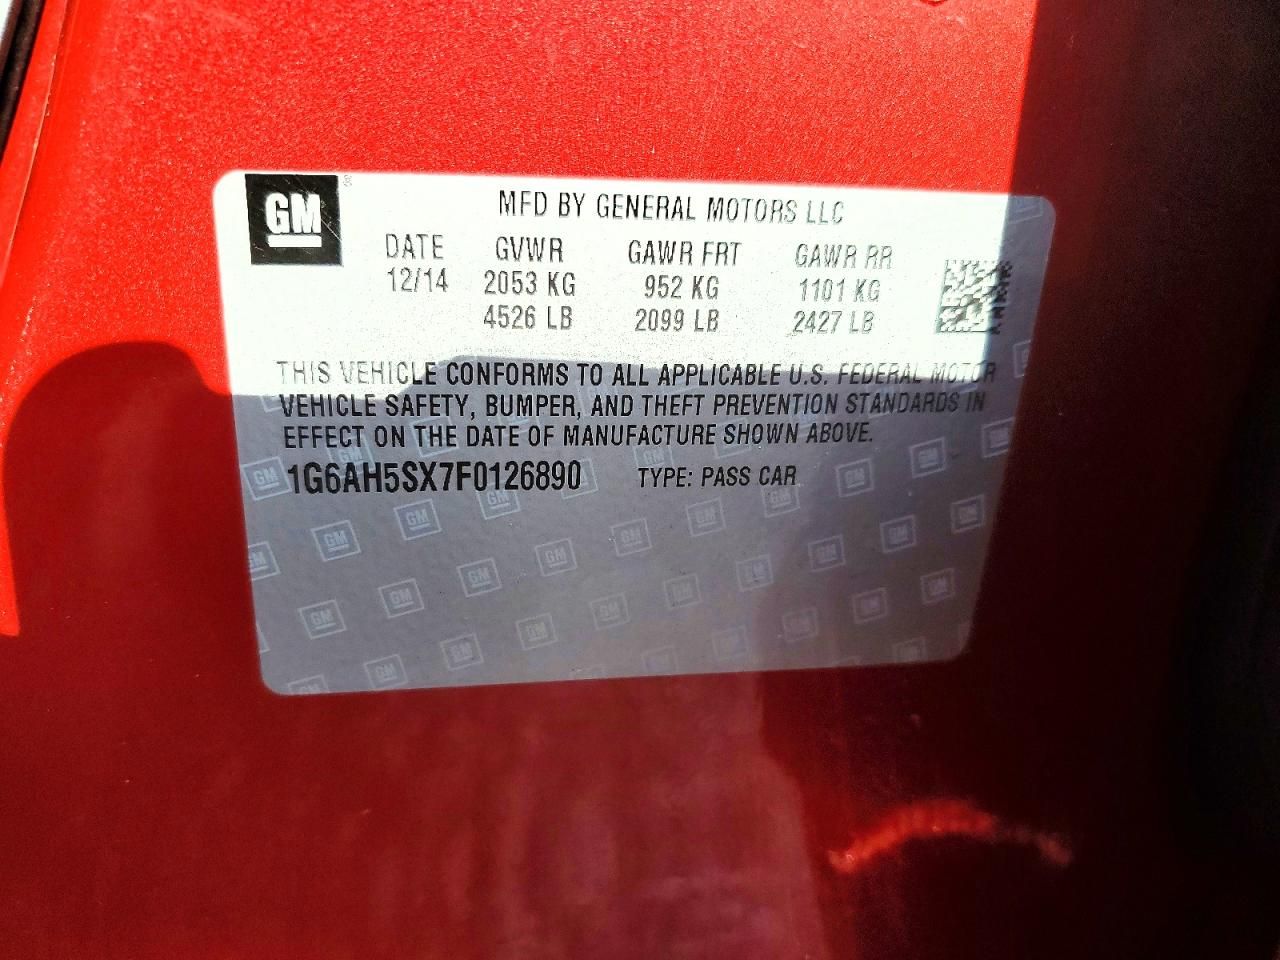 GM
MFD BY GENERAL MOTORS LLC
DATE GVWR GAWR FRT GAWR RR
12/14 2053 KG 952 KG 1101 KG
4526 LB 2099 LB 2427 LB
THIS VEHICLE CONFORMS TO ALL APPLICABLE U.S. FEDERAL MOTOR
VEHICLE SAFETY, BUMPER, AND THEFT PREVENTION STANDARDS IN
EFFECT ON THE DATE OF MANUFACTURE SHOWN ABOVE.
1G6AH5SX7F0126890 TYPE: PASS CAR